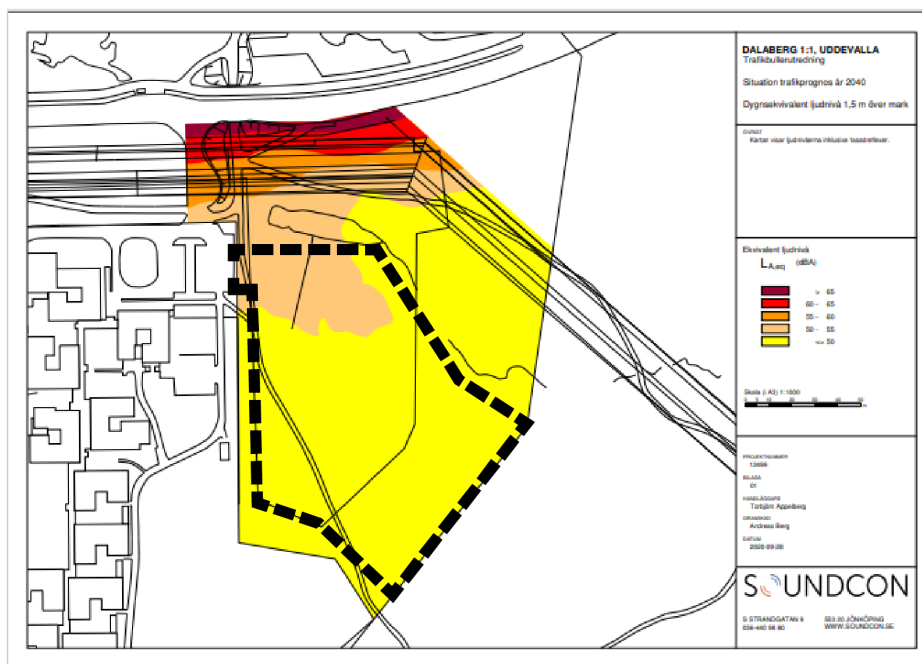 DALABERG 1:1, UDDEVALLA
Trafikbullerutredning
Situation trafikprognos år 2040
Dygnsekvivalent ljudnivå 1,5 m över mark
ÖVRIGT
Kartan visar ljudnivåerna inklusive fasadreflexer.
Ekvivalent ljudnivå
LA,eq (dBA)
> 65
60 - 65
55 - 60
50 - 55
<= 50
Skala (i A3) 1:1000
PROJEKTNUMMER
BILAGA
01
HANDLÄGGARE
Torbjörn Appelberg
GRANSKAD
Andreas Berg
DATUM
2020-09-28
SOUNDCON
S STRANDGATAN 9 553 20 JÖNKÖPING
036-440 98 80 WWW.SOUNDCON.SE